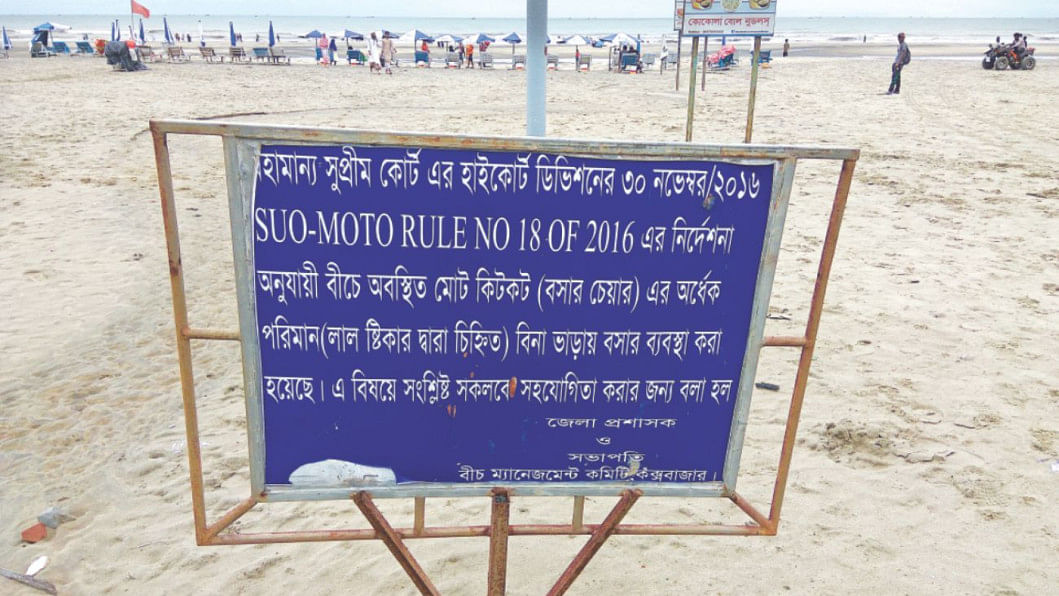 কোকোলা বোল নুডলস্
মহামান্য সুপ্রীম কোর্ট এর হাইকোর্ট ডিভিশনের ৩০ নভেম্বর/২০১৬
SUO-MOTO RULE NO 18 OF 2016 এর নির্দেশনা
অনুযায়ী বীচে অবস্থিত মোট কিটকট (বসার চেয়ার) এর অর্ধেক
পরিমান(লাল ষ্টিকার দ্বারা চিহ্নিত) বিনা ভাড়ায় বসার ব্যবস্থা করা
হয়েছে। এ বিষয়ে সংশ্লিষ্ট সকলকে সহযোগিতা করার জন্য বলা হল
জেলা প্রশাসক
ও
সভাপতি
বীচ ম্যানেজমেন্ট কমিটি,কক্সবাজার।